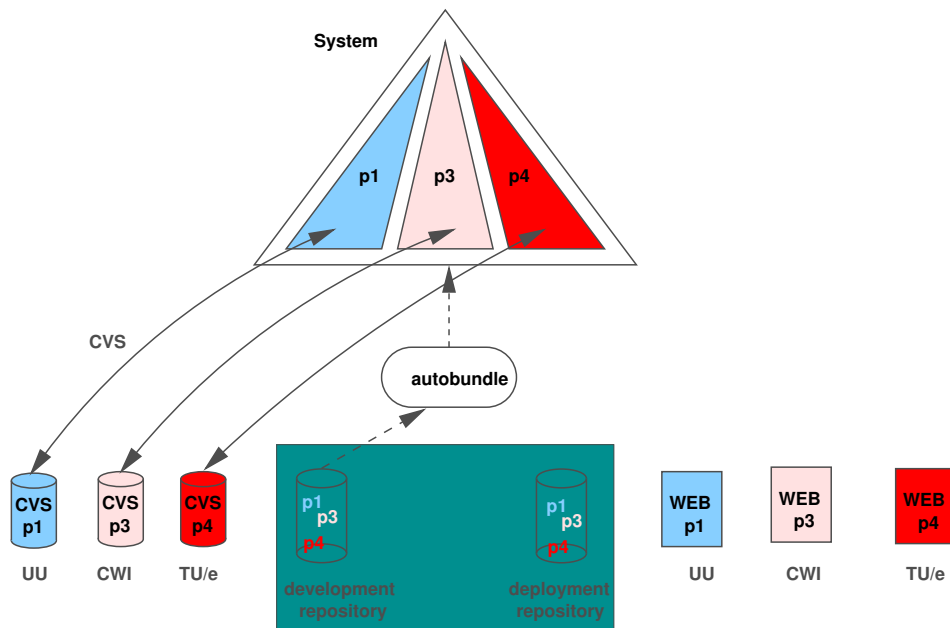 System
p1
p3
p4
CVS
autobundle
CVS
p1
CVS
p3
CVS
p4
p1
p3
p4
p1
p3
p4
WEB
p1
WEB
p3
WEB
p4
UU
CWI
TU/e
development
repository
deployment
repository
UU
CWI
TU/e